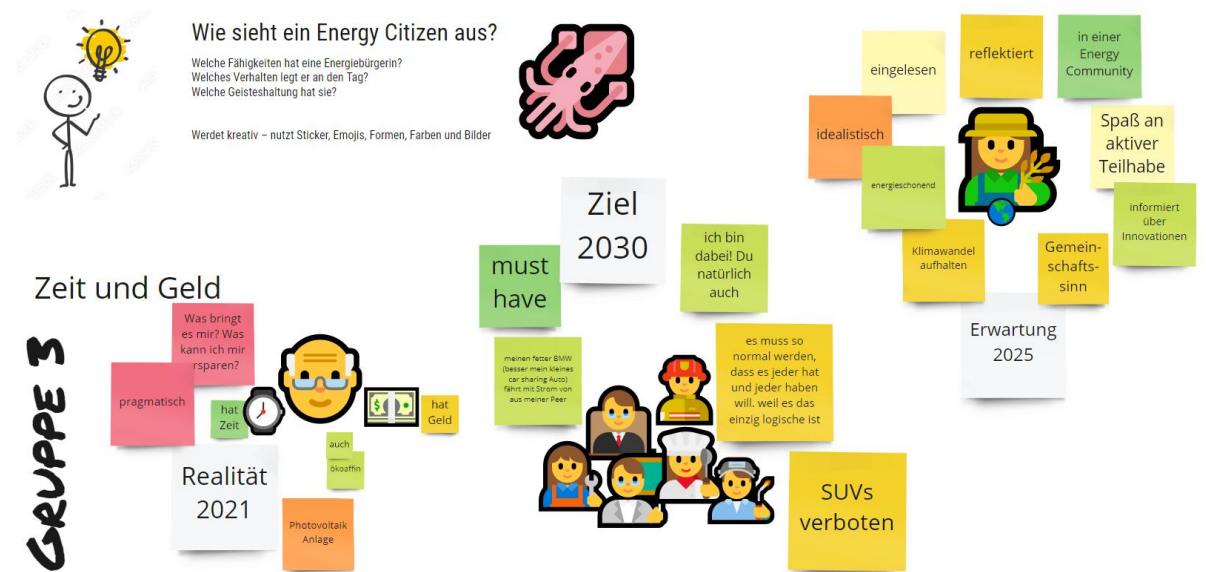 Wie sieht ein Energy Citizen aus?
Welche Fähigkeiten hat eine Energiebürgerin?
Welches Verhalten legt er an den Tag?
Welche Geisteshaltung hat sie?
Werdet kreativ – nutzt Sticker, Emojis, Formen, Farben und Bilder
GRUPPE 3
Zeit und Geld
Was bringt
es mir? Was
kann ich mir
rsparen?
pragmatisch
hat
Zeit
hat
Geld
auch
ökoaffin
Realität
2021
Photovoltaik
Anlage
Ziel
2030
must
have
ich bin
dabei! Du
natürlich
auch
meinen fetter BMW
(besser mein kleines
car sharing Auto)
fährt mit Strom von
aus meiner Peer
es muss so
normal werden,
dass es jeder hat
und jeder haben
will. weil es das
einzig logische ist
SUVs
verboten
eingelesen
reflektiert
in einer
Energy
Community
idealistisch
Spaß an
aktiver
Teilhabe
energieschonend
informiert
über
Innovationen
Klimawandel
aufhalten
Gemein-
schafts-
sinn
Erwartung
2025